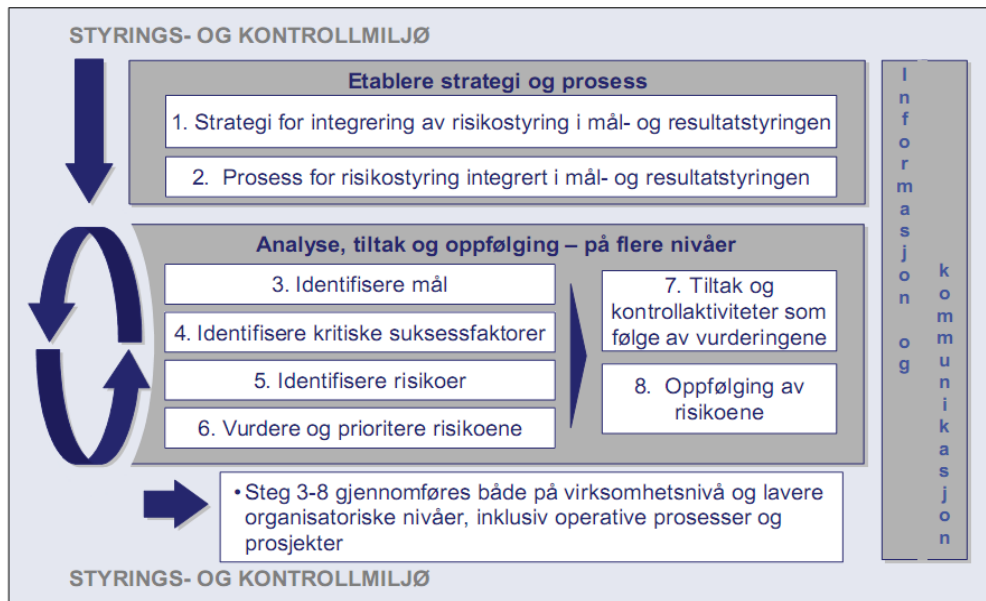 STYRINGS- OG KONTROLLMILJØ
Etablere strategi og prosess
1. Strategi for integrering av risikostyring i mål- og resultatstyringen
2. Prosess for risikostyring integrert i mål- og resultatstyringen
Analyse, tiltak og oppfølging – på flere nivåer
3. Identifisere mål
4. Identifisere kritiske suksessfaktorer
5. Identifisere risikoer
6. Vurdere og prioritere risikoene
7. Tiltak og
kontrollaktiviteter som
følge av vurderingene
8. Oppfølging av
risikoene
•Steg 3-8 gjennomføres både på virksomhetsnivå og lavere
organisatoriske nivåer, inklusiv operative prosesser og
prosjekter
STYRINGS- OG KONTROLLMILJØ
Informasjon og
kommunikasjon